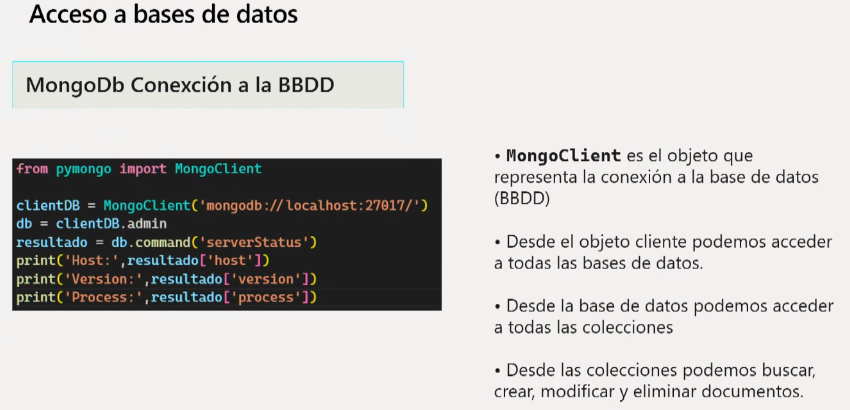 Acceso a bases de datos
MongoDb Conexción a la BBDD
from pymongo import MongoClient
clientDB = MongoClient('mongodb://localhost:27017/')
db = clientDB.admin
resultado = db.command('serverStatus')
print('Host:',resultado['host'])
print('Version:',resultado['version'])
print('Process:',resultado['process'])
• MongoClient es el objeto que
representa la conexión a la base de datos
(BBDD)
• Desde el objeto cliente podemos acceder
a todas las bases de datos.
• Desde la base de datos podemos acceder
a todas las colecciones
• Desde las colecciones podemos buscar,
crear, modificar y eliminar documentos.